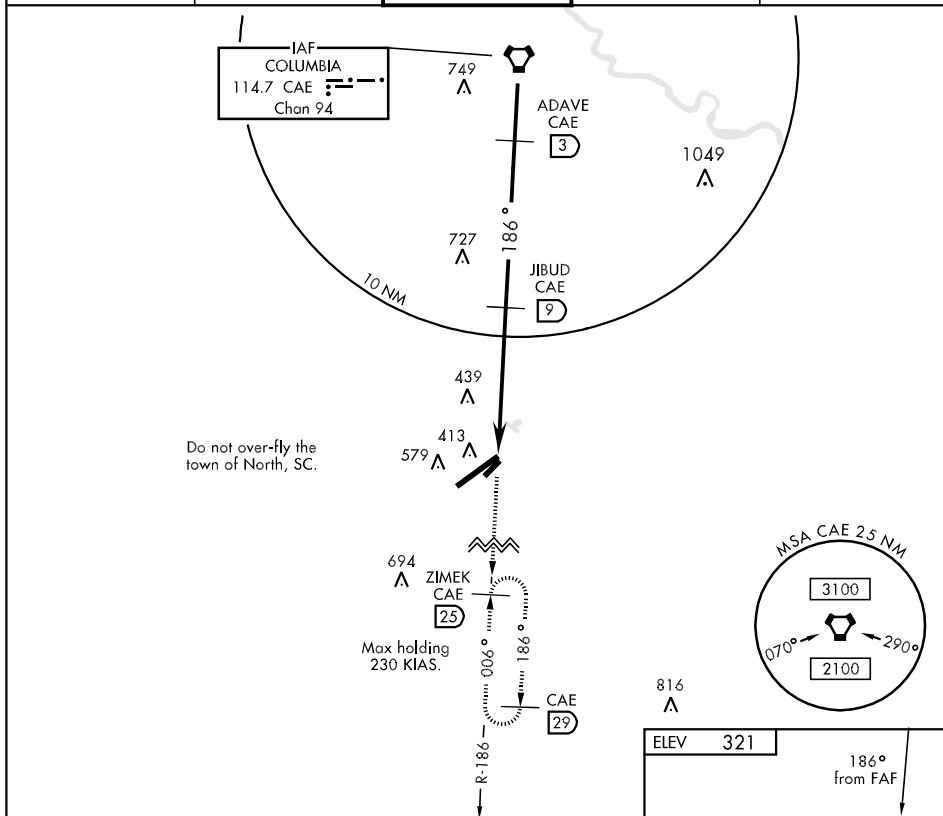 IAF
COLUMBIA
114.7 CAE
Chan 94
749
ADAVE
CAE
3
1049
186°
727
JIBUD
CAE
9
10 NM
439
413
579
Do not over-fly the
town of North, SC.
694
ZIMEK
CAE
25
Max holding
230 KIAS.
006°
186°
CAE
29
R-186
MSA CAE 25 NM
3100
070°
290°
2100
816
ELEV 321
186°
from FAF